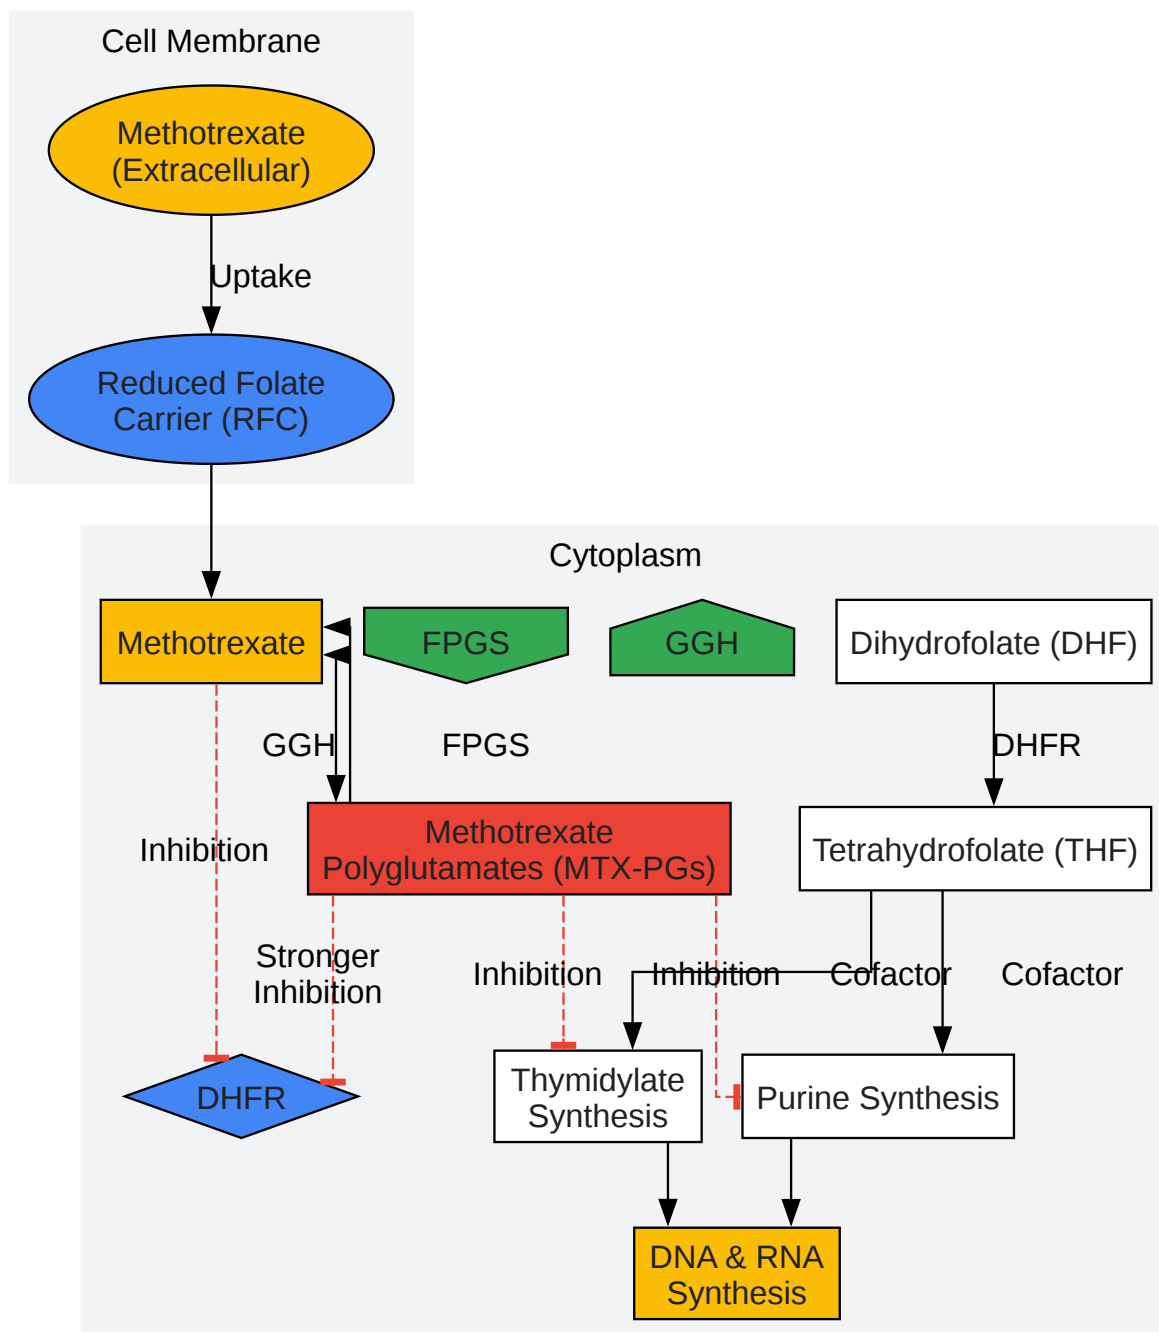 Cell Membrane
Methotrexate
(Extracellular)
Uptake
Reduced Folate
Carrier (RFC)
Cytoplasm
Methotrexate
FPGS
GGH
Dihydrofolate (DHF)
GGH
FPGS
DHFR
Inhibition
Methotrexate
Polyglutamates (MTX-PGs)
Tetrahydrofolate (THF)
Stronger
Inhibition
Inhibition
Inhibition
Cofactor
Cofactor
DHFR
Thymidylate
Synthesis
Purine Synthesis
DNA & RNA
Synthesis